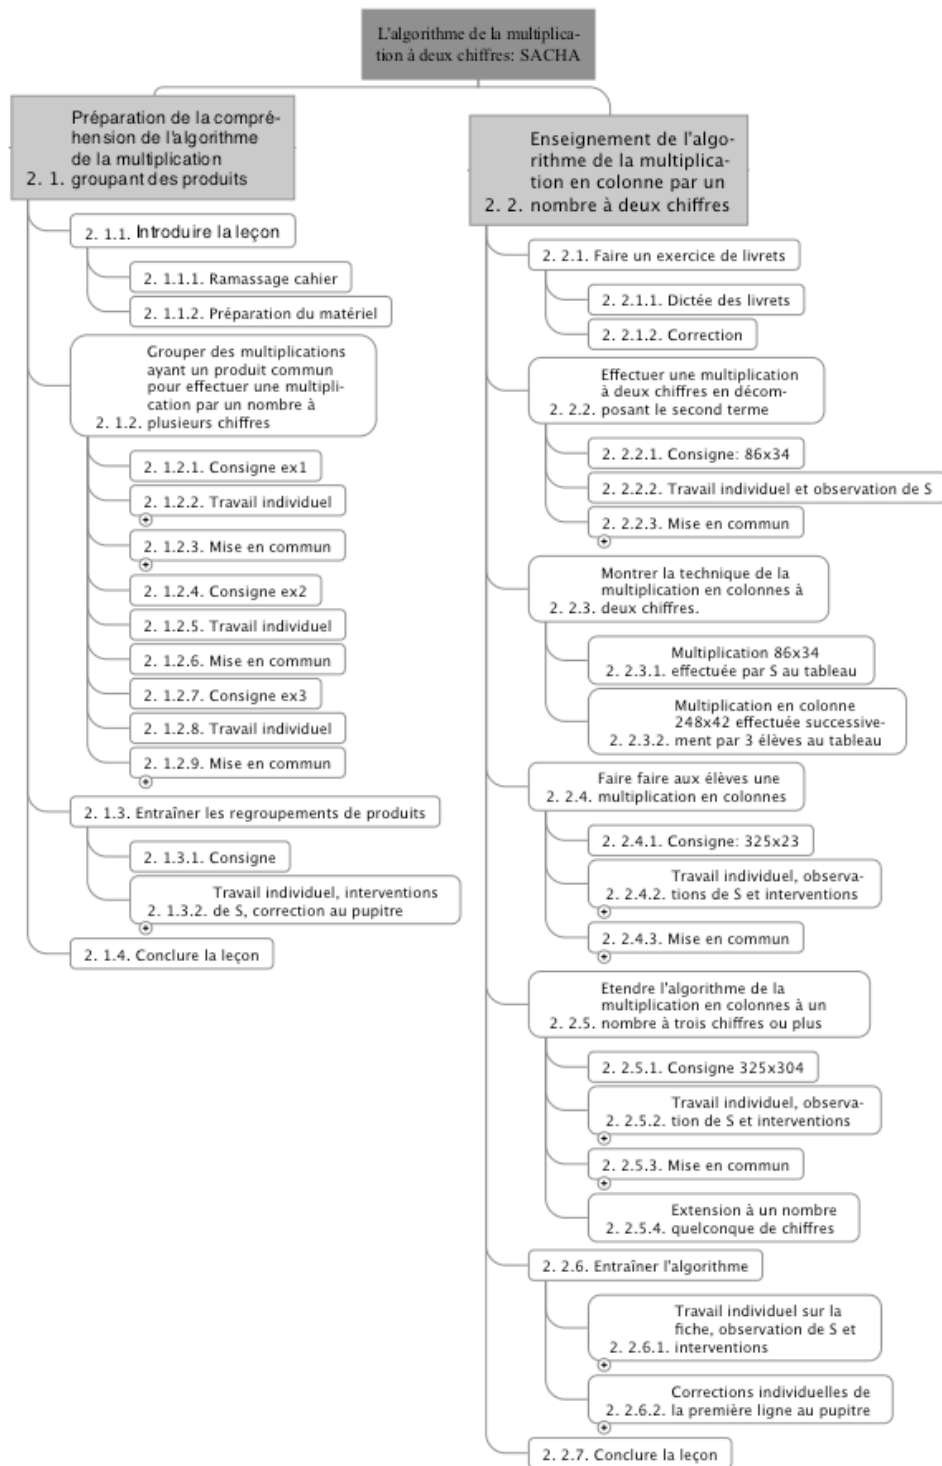 L'algorithme de la multiplica-
tion à deux chiffres: SACHA
Préparation de la compré-
hension de l'algorithme
de la multiplication
2. 1. groupant des produits
2. 1.1. Introduire la leçon
2. 1.1.1. Ramassage cahier
2. 1.1.2. Préparation du matériel
Grouper des multiplications
ayant un produit commun
pour effectuer une multipli-
cation par un nombre à
2. 1.2. plusieurs chiffres
2. 1.2.1. Consigne ex1
2. 1.2.2. Travail individuel
2. 1.2.3. Mise en commun
2. 1.2.4. Consigne ex2
2. 1.2.5. Travail individuel
2. 1.2.6. Mise en commun
2. 1.2.7. Consigne ex3
2. 1.2.8. Travail individuel
2. 1.2.9. Mise en commun
2. 1.3. Entraîner les regroupements de produits
2. 1.3.1. Consigne
Travail individuel, interventions
2. 1.3.2. de S, correction au pupitre
2. 1.4. Conclure la leçon
Enseignement de l'algo-
rithme de la multiplica-
tion en colonne par un
2. 2. nombre à deux chiffres
2. 2.1. Faire un exercice de livrets
2. 2.1.1. Dictée des livrets
2. 2.1.2. Correction
Effectuer une multiplication
à deux chiffres en décom-
2. 2.2. posant le second terme
2. 2.2.1. Consigne: 86x34
2. 2.2.2. Travail individuel et observation de S
2. 2.2.3. Mise en commun
Montrer la technique de la
multiplication en colonnes à
2. 2.3. deux chiffres.
Multiplication 86x34
2. 2.3.1. effectuée par S au tableau
Multiplication en colonne
248x42 effectuée successive-
2. 2.3.2. ment par 3 élèves au tableau
Faire faire aux élèves une
2. 2.4. multiplication en colonnes
2. 2.4.1. Consigne: 325x23
Travail individuel, observa-
2. 2.4.2. tions de S et interventions
2. 2.4.3. Mise en commun
Etendre l'algorithme de la
multiplication en colonnes à un
2. 2.5. nombre à trois chiffres ou plus
2. 2.5.1. Consigne 325x304
Travail individuel, observa-
2. 2.5.2. tion de S et interventions
2. 2.5.3. Mise en commun
Extension à un nombre
2. 2.5.4. quelconque de chiffres
2. 2.6. Entraîner l'algorithme
Travail individuel sur la
fiche, observation de S et
2. 2.6.1. interventions
Corrections individuelles de
2. 2.6.2. la première ligne au pupitre
2. 2.7. Conclure la leçon